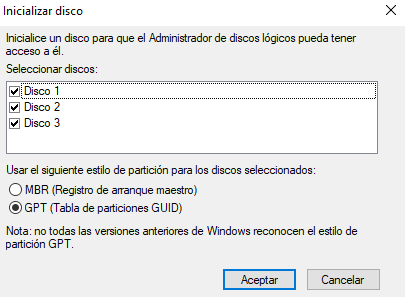 Inicializar disco
Inicialice un disco para que el Administrador de discos lógicos pueda tener
acceso a él.
Seleccionar discos:
Disco 1
Disco 2
Disco 3
Usar el siguiente estilo de partición para los discos seleccionados:
MBR (Registro de arranque maestro)
GPT (Tabla de particiones GUID)
Nota: no todas las versiones anteriores de Windows reconocen el estilo de
partición GPT.
Aceptar
Cancelar